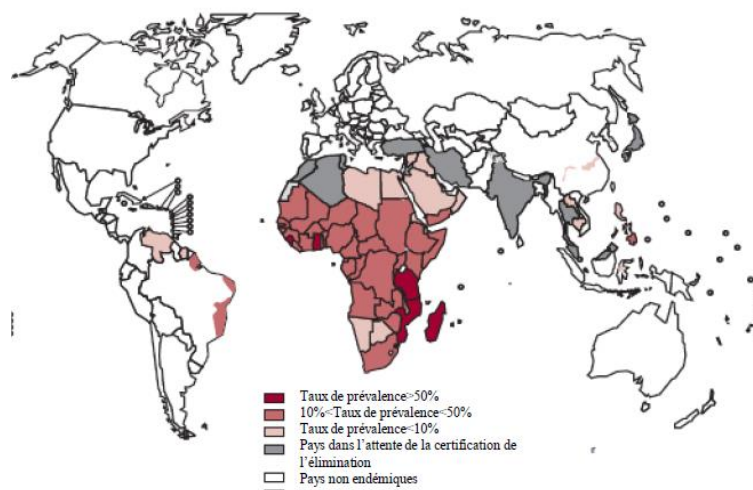 Taux de prévalence>50%
10%<Taux de prévalence<50%
Taux de prévalence<10%
Pays dans l’attente de la certification de
l’élimination
Pays non endémiques